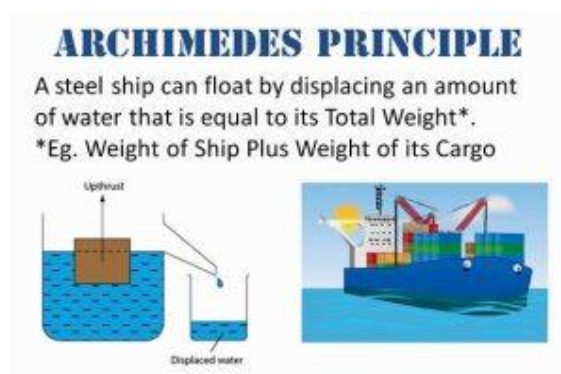 ARCHIMEDES PRINCIPLE
A steel ship can float by displacing an amount
of water that is equal to its Total Weight*.
*Eg. Weight of Ship Plus Weight of its Cargo
Upthrust
Displaced water